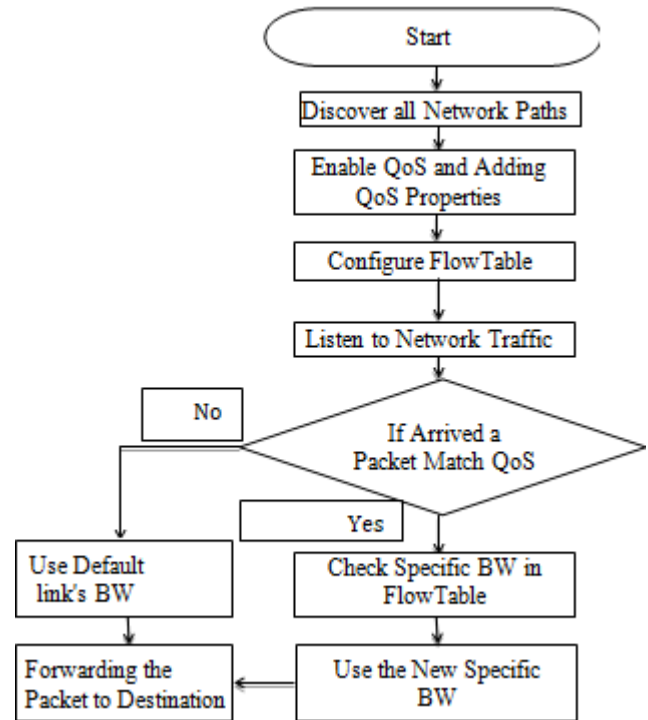 Start
Discover all Network Paths
Enable QoS and Adding
QoS Properties
Configure FlowTable
Listen to Network Traffic
No
If Arrived a
Packet Match QoS
Yes
Use Default
link's BW
Check Specific BW in
FlowTable
Forwarding the
Packet to Destination
Use the New Specific
BW